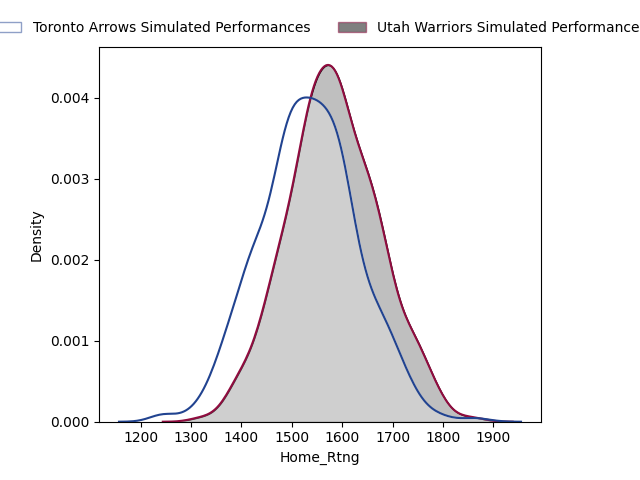 Toronto Arrows Simulated Performances Utah Warriors Simulated Performance
0.004
0.003
0.002
0.001
0.000
Density
1200 1300 1400 1500 1600 1700 1800 1900
Home_Rtng